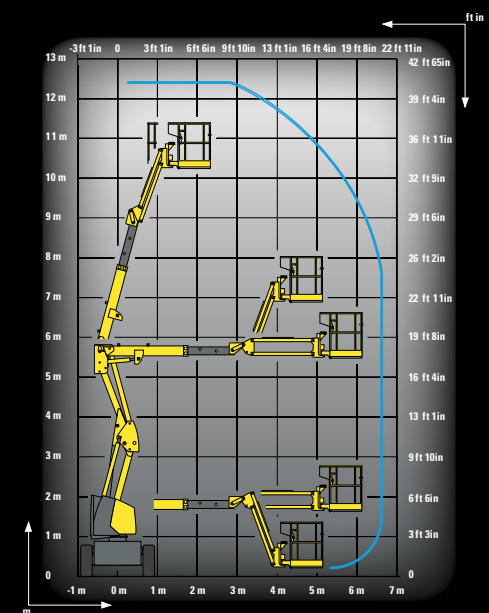 ft in
-3 ft 1in 0 3 ft 1in 6 ft 6in 9 ft 10in 13 ft 1in 16 ft 4in 19 ft 8in 22 ft 11in
13 m 42 ft 65in
12 m 39 ft 4in
11 m 36 ft 11in
10 m 32 ft 9in
9 m 29 ft 6in
8 m 26 ft 2in
7 m 22 ft 11in
6 m 19 ft 8in
5 m 16 ft 4in
4 m 13 ft 1in
3 m 9 ft 10in
2 m 6 ft 6in
1 m 3 ft 3in
0 0
-1 m 0 m 1 m 2 m 3 m 4 m 5 m 6 m 7 m
m